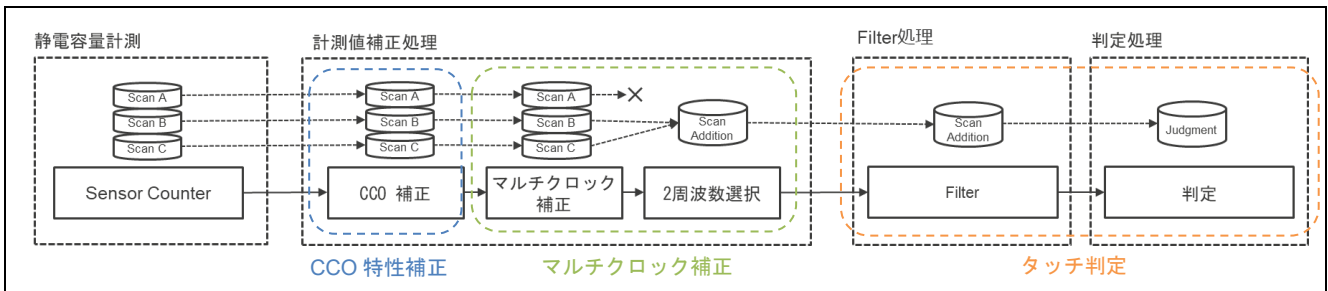 静電容量計測
計測値補正処理
Filter処理
判定処理
Scan A
Scan B
Scan C
Scan A
Scan B
Scan C
Scan A
Scan B
Scan C
Scan
Addition
Scan
Addition
Judgment
Sensor Counter
CCO 補正
マルチクロック
補正
2周波数選択
Filter
判定
CCO 特性補正
マルチクロック補正
タッチ判定